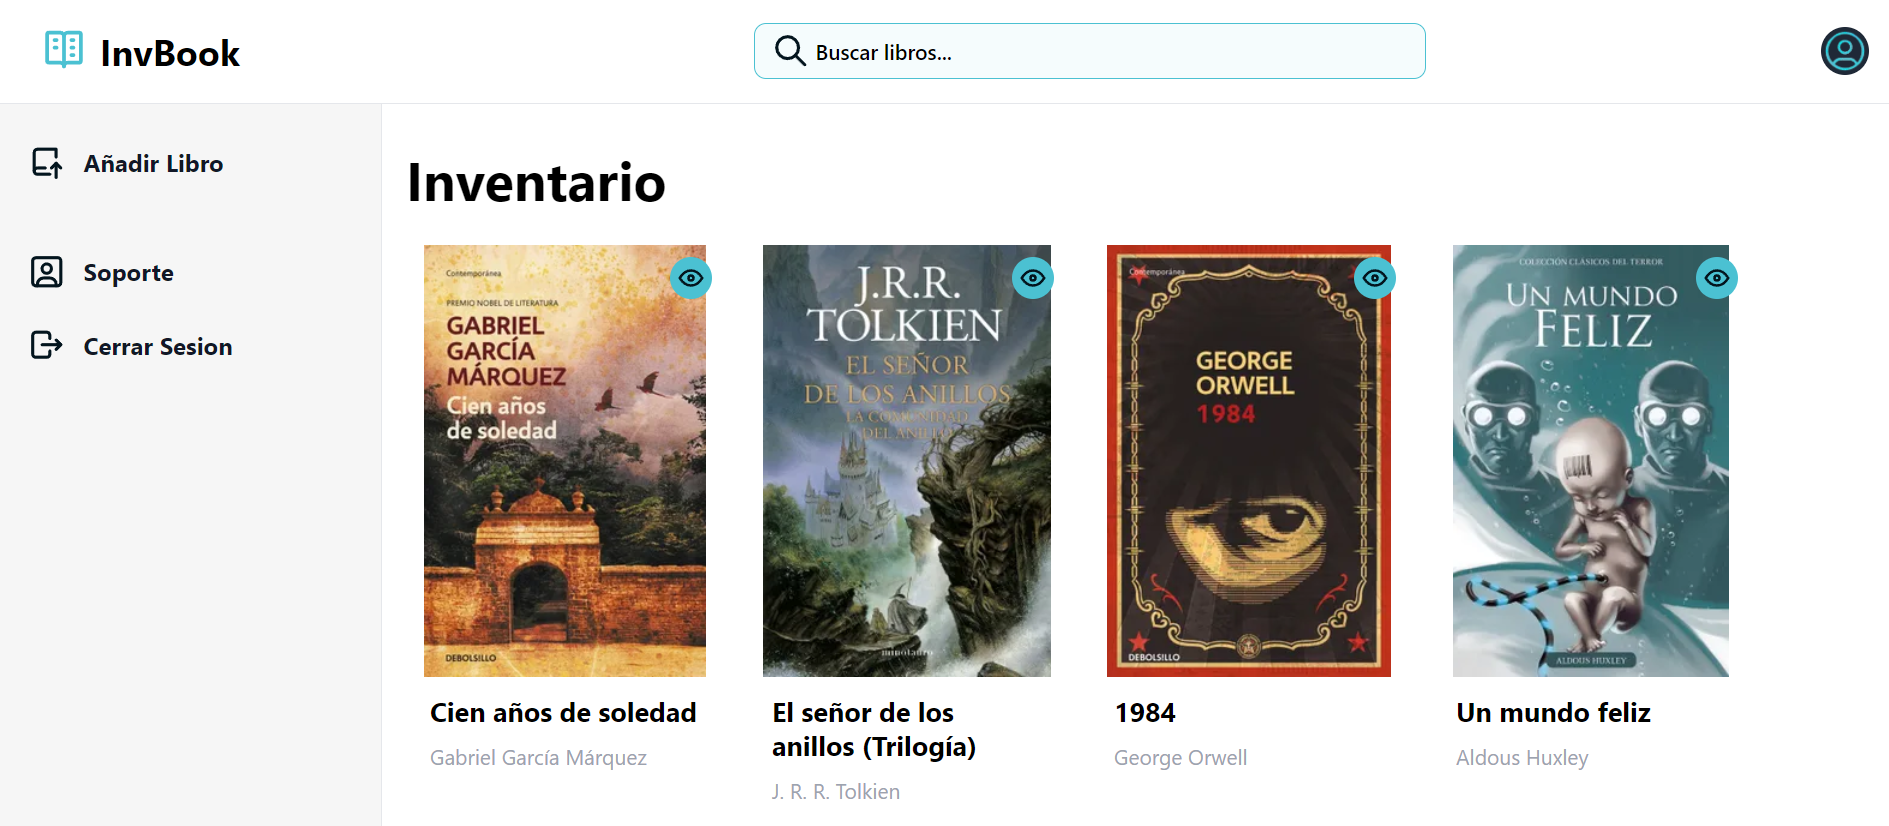 InvBook
Buscar libros...
Añadir Libro
Soporte
Cerrar Sesion
Inventario
Contemporánea
PREMIO NOBEL DE LITERATURA
GABRIEL
GARCÍA
MÁRQUEZ
Cien años
de soledad
DEBOLSILLO
J.R.R.
TOLKIEN
EL SEÑOR
DE LOS ANILLOS
LA COMUNIDAD
DEL ANILLO
minotauro
Contemporánea
GEORGE
ORWELL
1984
DEBOLSILLO
COLECCIÓN CLÁSICOS DEL TERROR
UN MUNDO
FELIZ
ALDOUS HUXLEY
Cien años de soledad
Gabriel García Márquez
El señor de los
anillos (Trilogía)
J. R. R. Tolkien
1984
George Orwell
Un mundo feliz
Aldous Huxley